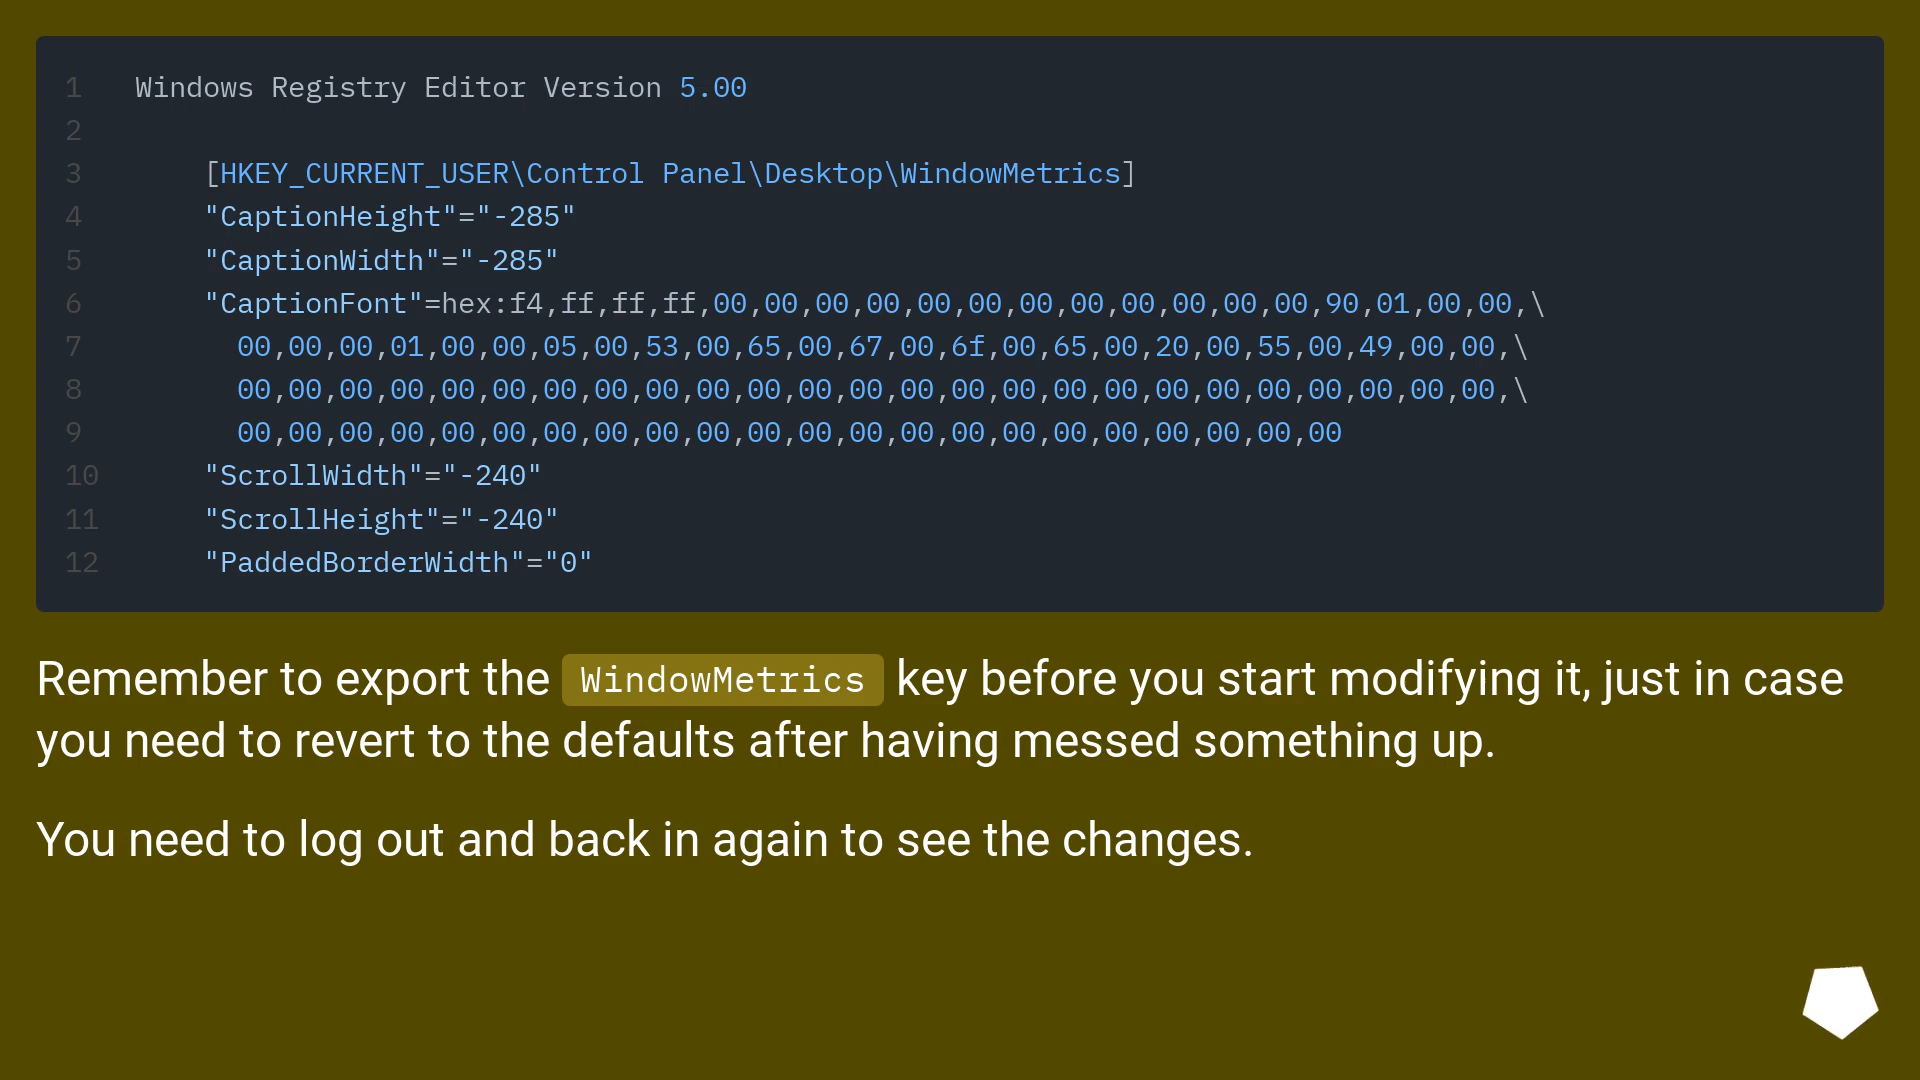 1 Windows Registry Editor Version 5.00
2
3 [HKEY_CURRENT_USER\Control Panel\Desktop\WindowMetrics]
4 "CaptionHeight"="-285"
5 "CaptionWidth"="-285"
6 "CaptionFont"=hex:f4,ff,ff,ff,00,00,00,00,00,00,00,00,00,00,00,00,90,01,00,00,\
7 00,00,00,01,00,00,05,00,53,00,65,00,67,00,6f,00,65,00,20,00,55,00,49,00,00,\
8 00,00,00,00,00,00,00,00,00,00,00,00,00,00,00,00,00,00,00,00,00,00,00,00,00,\
9 00,00,00,00,00,00,00,00,00,00,00,00,00,00,00,00,00,00,00,00,00,00
10 "ScrollWidth"="-240"
11 "ScrollHeight"="-240"
12 "PaddedBorderWidth"="0"
Remember to export the WindowMetrics key before you start modifying it, just in case
you need to revert to the defaults after having messed something up.
You need to log out and back in again to see the changes.